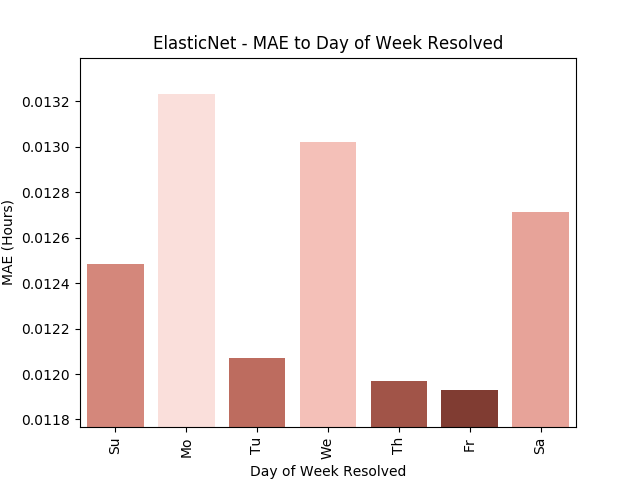 ElasticNet - MAE to Day of Week Resolved
MAE (Hours)
0.0132
0.0130
0.0128
0.0126
0.0124
0.0122
0.0120
0.0118
Su
Mo
Tu
We
Th
Fr
Sa
Day of Week Resolved